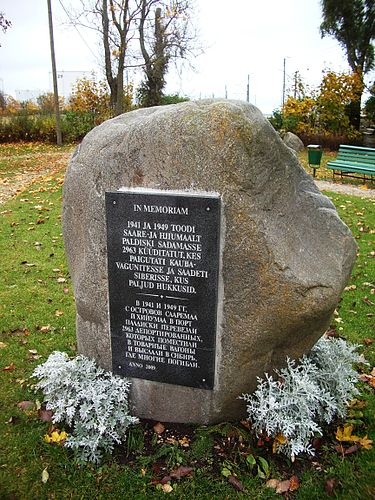 IN MEMORIAM
1941 JA 1949 TOODI
SAARE-JA HIIUMAALT
PALDISKI SADAMASSE
2963 KÜÜDITATUT, KES
PAIGUTATI KAUBA-
VAGUNITESSE JA SAADETI
SIBERISSE, KUS
PALJUD HUKKUSID.
В 1941 И 1949 ГГ.
С ОСТРОВОВ СААРЕМАА
И ХИЙУМАА В ПОРТ
ПАЛДИСКИ ПЕРЕВЕЗЛИ
2963 ДЕПОРТИРОВАННЫХ,
КОТОРЫХ ПОМЕСТИЛИ
В ТОВАРНЫЕ ВАГОНЫ
И ВЫСЛАЛИ В СИБИРЬ,
ГДЕ МНОГИЕ ПОГИБЛИ.
ANNO 2009